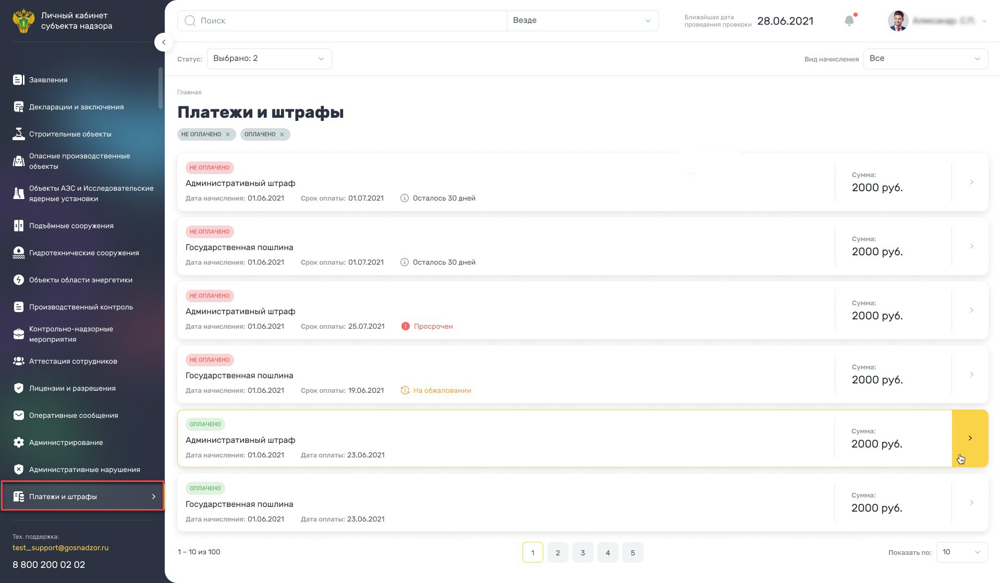 Личный кабинет
субъекта надзора
Заявления
Декларации и заключения
Строительные объекты
Опасные производственные
объекты
Объекты АЭС и Исследовательские
ядерные установки
Подъёмные сооружения
Гидротехнические сооружения
Объекты области энергетики
Производственный контроль
Контрольно-надзорные
мероприятия
Аттестация сотрудников
Лицензии и разрешения
Оперативные сообщения
Администрирование
Административные нарушения
Платежи и штрафы
Тех. поддержка:
test_support@gosnadzor.ru
8 800 200 02 02
Поиск
Везде
Ближайшая дата
проведения проверки
28.06.2021
Статус: Выбрано: 2
Вид начисления Все
Главная
Платежи и штрафы
НЕ ОПЛАЧЕНО ОПЛАЧЕНО
НЕ ОПЛАЧЕНО
Административный штраф
Дата начисления: 01.06.2021 Срок оплаты: 01.07.2021 Осталось 30 дней
Сумма:
2000 руб.
НЕ ОПЛАЧЕНО
Государственная пошлина
Дата начисления: 01.06.2021 Срок оплаты: 01.07.2021 Осталось 30 дней
Сумма:
2000 руб.
НЕ ОПЛАЧЕНО
Административный штраф
Дата начисления: 01.06.2021 Срок оплаты: 25.07.2021 Просрочен
Сумма:
2000 руб.
НЕ ОПЛАЧЕНО
Государственная пошлина
Дата начисления: 01.06.2021 Срок оплаты: 19.06.2021 На обжаловании
Сумма:
2000 руб.
ОПЛАЧЕНО
Административный штраф
Дата начисления: 01.06.2021 Дата оплаты: 23.06.2021
Сумма:
2000 руб.
ОПЛАЧЕНО
Государственная пошлина
Дата начисления: 01.06.2021 Дата оплаты: 23.06.2021
Сумма:
2000 руб.
1 – 10 из 100
1 2 3 4 5
Показать по: 10